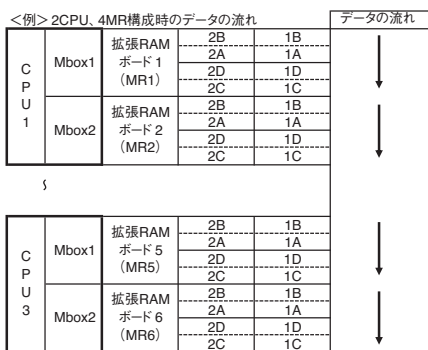 <例> 2CPU、4MR構成時のデータの流れ
データの流れ
CPU1
Mbox1
拡張RAM
ボード1
(MR1)
2B 1B
2A 1A
2D 1D
2C 1C
Mbox2
拡張RAM
ボード2
(MR2)
2B 1B
2A 1A
2D 1D
2C 1C
CPU3
Mbox1
拡張RAM
ボード5
(MR5)
2B 1B
2A 1A
2D 1D
2C 1C
Mbox2
拡張RAM
ボード6
(MR6)
2B 1B
2A 1A
2D 1D
2C 1C